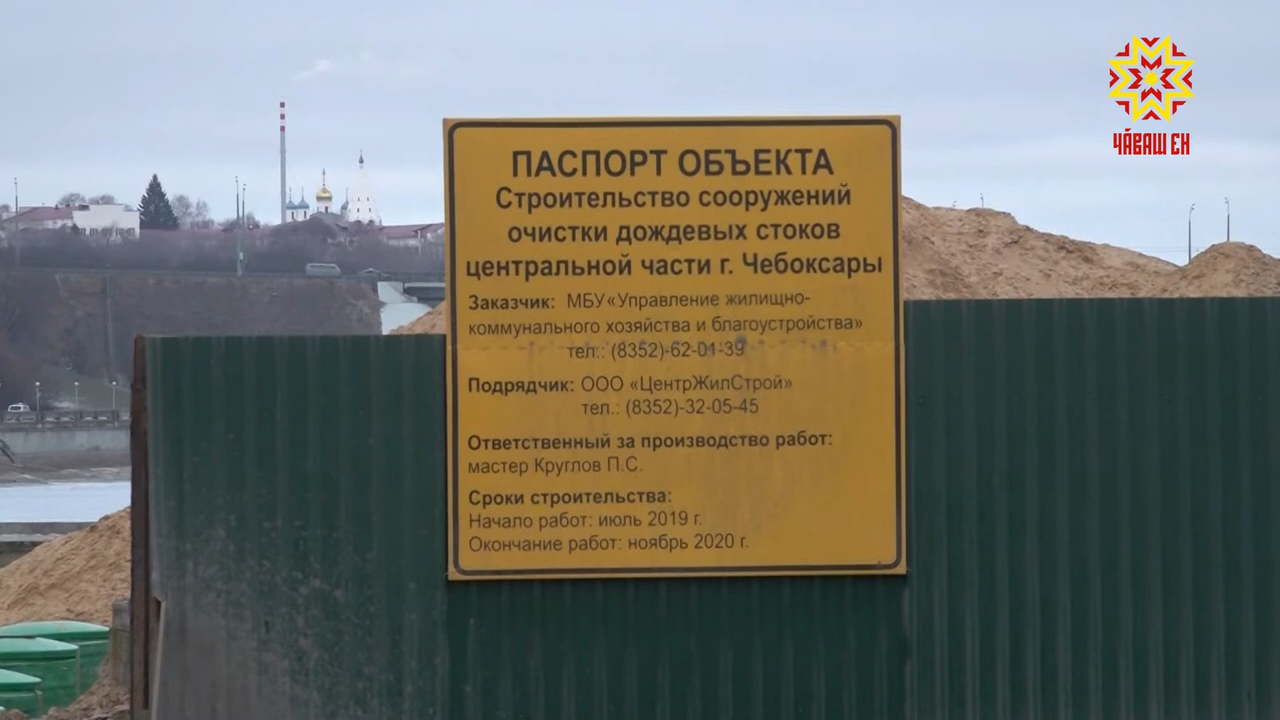 ЧӐВАШ ЕН
ПАСПОРТ ОБЪЕКТА
Строительство сооружений
очистки дождевых стоков
центральной части г. Чебоксары
Заказчик: МБУ «Управление жилищно-
коммунального хозяйства и благоустройства»
тел.: (8352)-62-01-39
Подрядчик: ООО «ЦентрЖилСтрой»
тел.: (8352)-32-05-45
Ответственный за производство работ:
мастер Круглов П.С.
Сроки строительства:
Начало работ: июль 2019 г.
Окончание работ: ноябрь 2020 г.